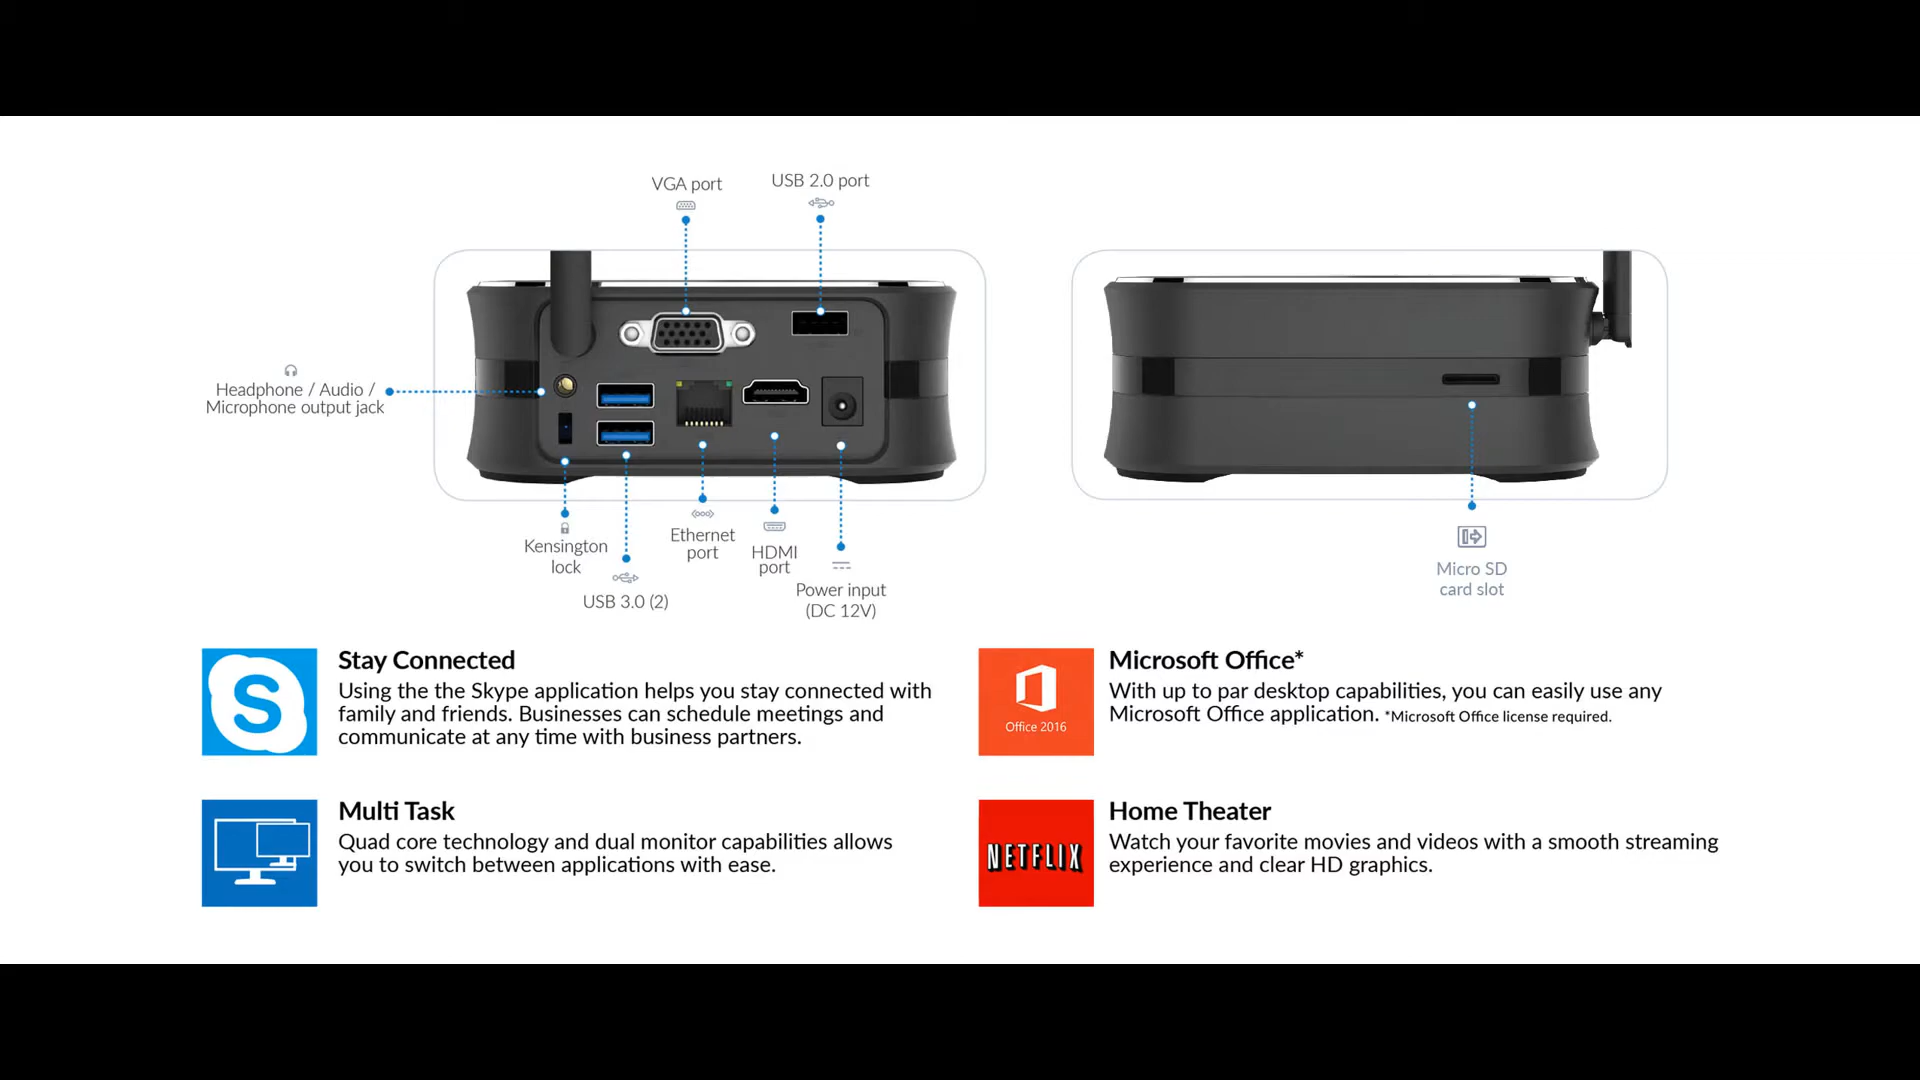 VGA port
USB 2.0 port
Headphone / Audio /
Microphone output jack
Kensington
lock
USB 3.0 (2)
Ethernet
port
HDMI
port
Power input
(DC 12V)
Micro SD
card slot
S
Stay Connected
Using the the Skype application helps you stay connected with
family and friends. Businesses can schedule meetings and
communicate at any time with business partners.
Office 2016
Microsoft Office*
With up to par desktop capabilities, you can easily use any
Microsoft Office application. *Microsoft Office license required.
Multi Task
Quad core technology and dual monitor capabilities allows
you to switch between applications with ease.
NETFLIX
Home Theater
Watch your favorite movies and videos with a smooth streaming
experience and clear HD graphics.